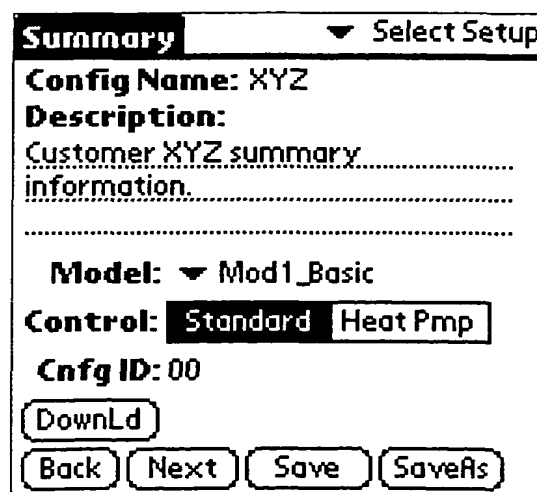 Summary ▼ Select Setup
Config Name: XYZ
Description:
Customer XYZ summary
information.
Model: ▼ Mod1_Basic
Control: Standard Heat Pmp
Cnfg ID: 00
DownLd
Back Next Save SaveAs